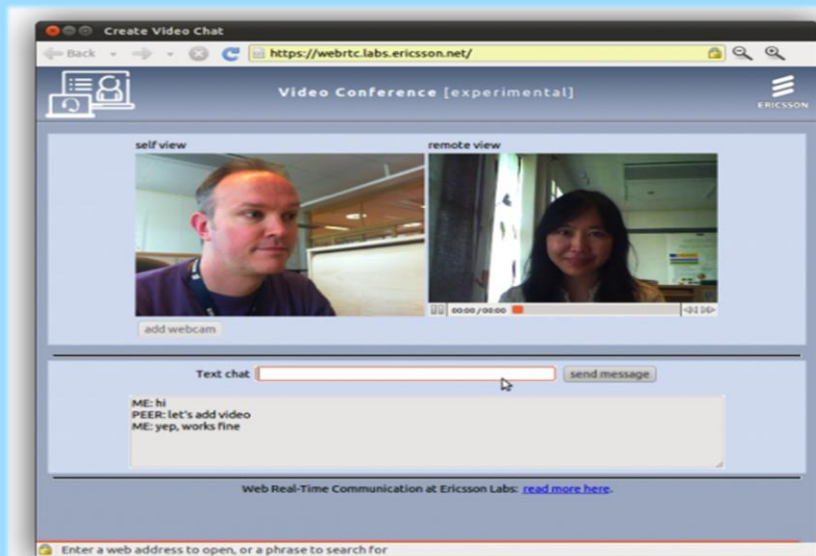 Create Video Chat
Back
https://webrtc.labs.ericsson.net/
Video Conference [experimental]
ERICSSON
self view
remote view
00:00 / 00:00
add webcam
Text chat
send message
ME: hi
PEER: let's add video
ME: yep, works fine
Web Real-Time Communication at Ericsson Labs: read more here.
Enter a web address to open, or a phrase to search for